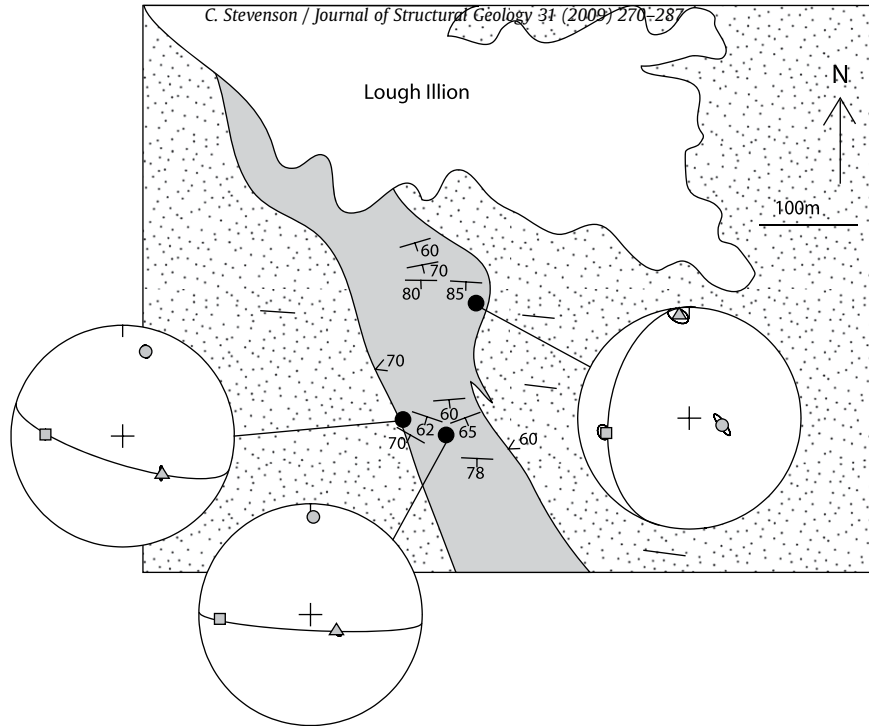 C. Stevenson / Journal of Structural Geology 31 (2009) 270–287
N
Lough Illion
100m
60
70
80
85
70
60
62
65
70
60
78